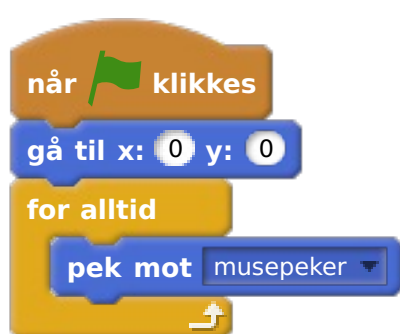 når klikkes
gå til x: 0 y: 0
for alltid
pek mot musepeker